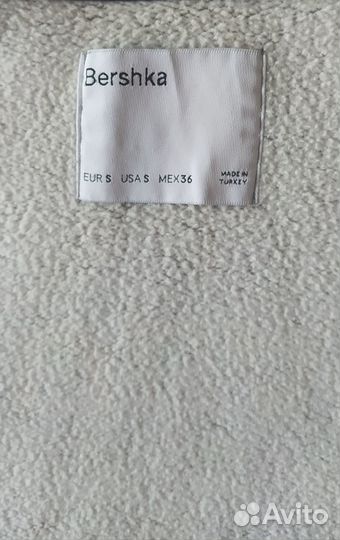 Bershka
EUR S USA S MEX 36 MADE IN
TURKEY
Avito